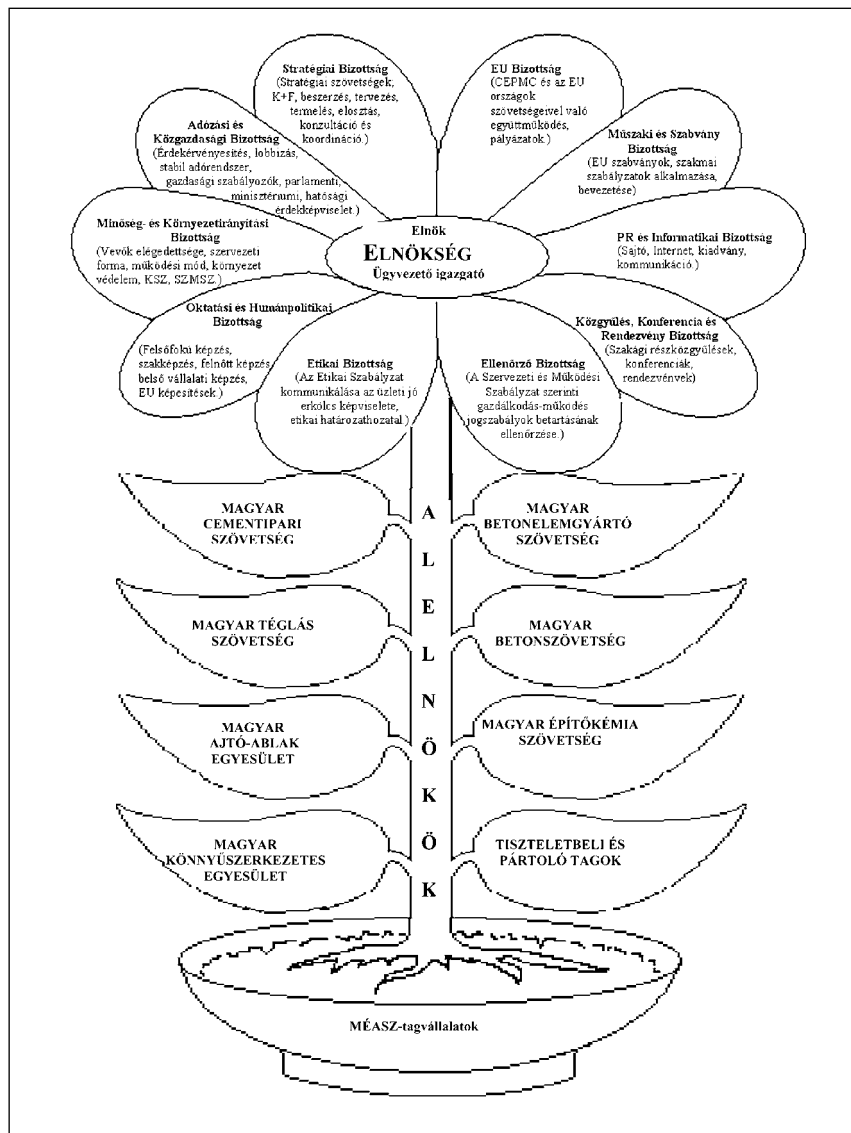 Stratégiai Bizottság
(Stratégiai szövetségek,
K+F, beszerzés, tervezés,
termelés, elosztás,
konzultáció és
koordináció.)
EU Bizottság
(CEPMC és az EU
országok
szövetségeivel való
együttműködés,
pályázatok.)
Adózási és
Közgazdasági Bizottság
(Érdekérvényesítés, lobbizás,
stabil adórendszer,
gazdasági szabályozók, parlamenti,
minisztériumi, hatósági
érdekképviselet.)
Műszaki és Szabvány
Bizottság
(EU szabványok, szakmai
szabályzatok alkalmazása,
bevezetése)
Minőség- és Környezetirányítási
Bizottság
(Vevők elégedettsége, szervezeti
forma, működési mód, környezet
védelem, KSZ, SZMSZ.)
Elnök
ELNÖKSÉG
Ügyvezető igazgató
PR és Informatikai Bizottság
(Sajtó, Internet, kiadvány,
kommunikáció.)
Oktatási és Humánpolitikai
Bizottság
(Felsőfokú képzés,
szakképzés, felnőtt képzés
belső vállalati képzés,
EU képesítések.)
Etikai Bizottság
(Az Etikai Szabályzat
kommunikálása az üzleti jó
erkölcs képviselete,
etikai határozathozatal.)
Ellenőrző Bizottság
(A Szervezeti és Működési
Szabályzat szerinti
gazdálkodás-működés
jogszabályok betartásának
ellenőrzése.)
Közgyűlés, Konferencia és
Rendezvény Bizottság
(Szakági részközgyűlések,
konferenciák,
rendezvények)
A
L
E
L
N
Ö
K
Ö
K
MAGYAR
CEMENTIPARI
SZÖVETSÉG
MAGYAR
BETONELEMGYÁRTÓ
SZÖVETSÉG
MAGYAR TÉGLÁS
SZÖVETSÉG
MAGYAR
BETONSZÖVETSÉG
MAGYAR
AJTÓ-ABLAK
EGYESÜLET
MAGYAR ÉPÍTŐKÉMIA
SZÖVETSÉG
MAGYAR
KÖNNYŰSZERKEZETES
EGYESÜLET
TISZTELETBELI ÉS
PÁRTOLÓ TAGOK
MÉASZ-tagvállalatok